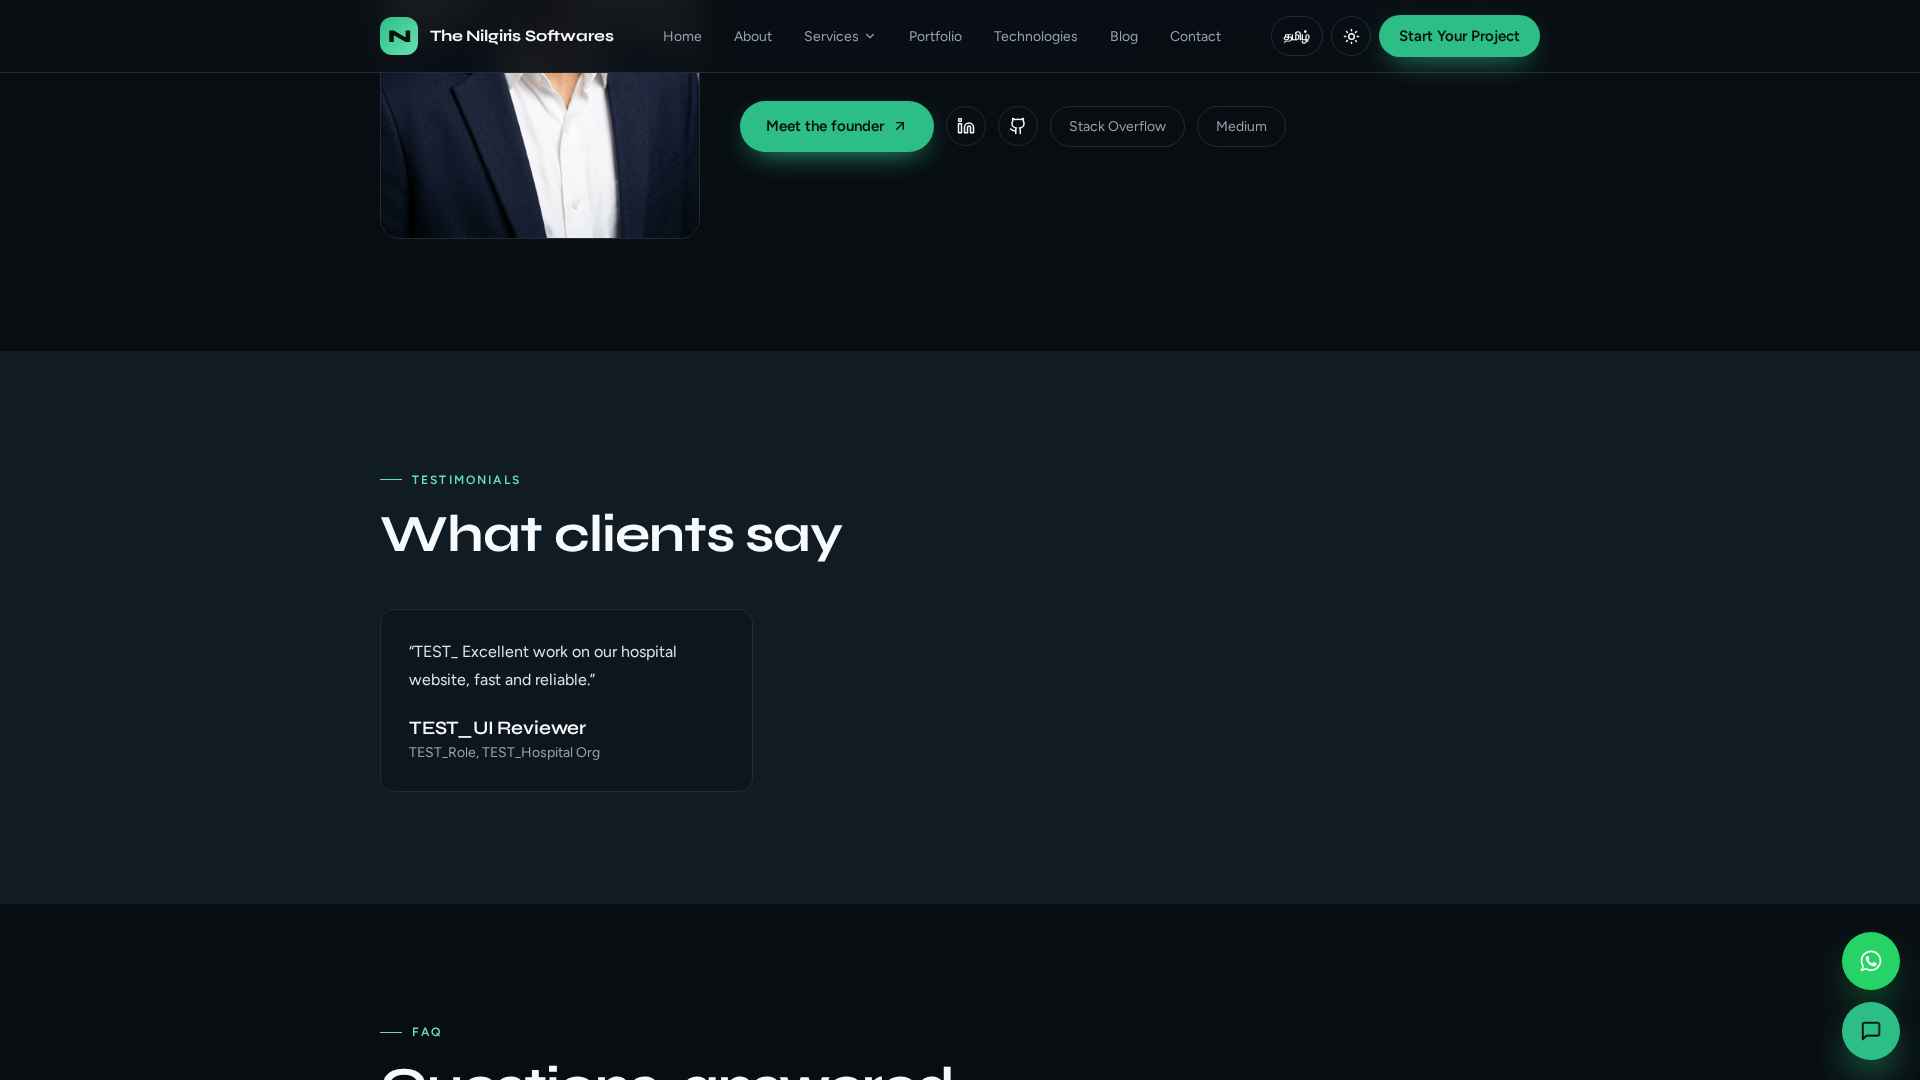 The Nilgiris Softwares
Home
About
Services
Portfolio
Technologies
Blog
Contact
தமிழ்
Start Your Project
Meet the founder
Stack Overflow
Medium
TESTIMONIALS
What clients say
“TEST_ Excellent work on our hospital
website, fast and reliable.”
TEST_UI Reviewer
TEST_Role, TEST_Hospital Org
FAQ
Questions, answered